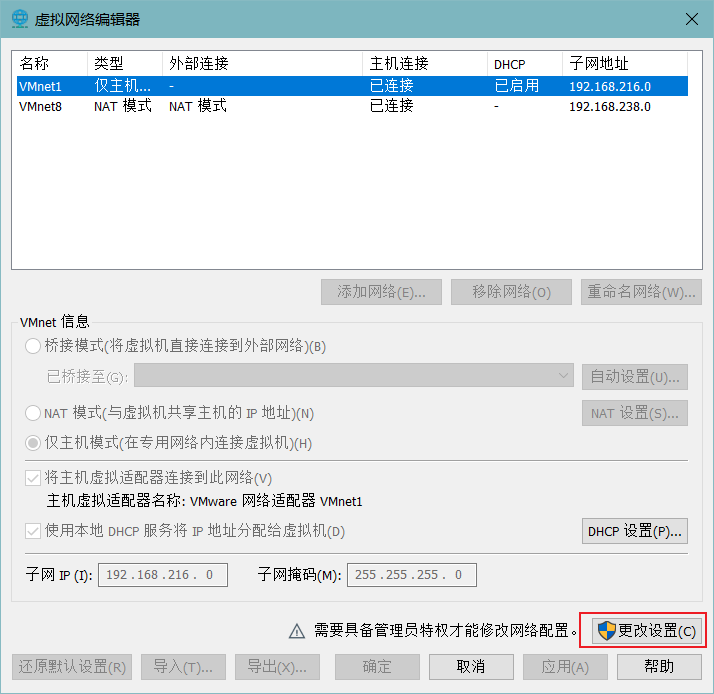 虚拟网络编辑器
名称 类型 外部连接 主机连接 DHCP 子网地址
VMnet1 仅主机... - 已连接 已启用 192.168.216.0
VMnet8 NAT 模式 NAT 模式 已连接 - 192.168.238.0
添加网络(E)... 移除网络(O) 重命名网络(W)...
VMnet 信息
桥接模式(将虚拟机直接连接到外部网络)(B)
已桥接至(G): 自动设置(U)...
NAT 模式(与虚拟机共享主机的 IP 地址)(N) NAT 设置(S)...
仅主机模式(在专用网络内连接虚拟机)(H)
将主机虚拟适配器连接到此网络(V)
主机虚拟适配器名称: VMware 网络适配器 VMnet1
使用本地 DHCP 服务将 IP 地址分配给虚拟机(D) DHCP 设置(P)...
子网 IP (I): 192 . 168 . 216 . 0 子网掩码(M): 255 . 255 . 255 . 0
需要具备管理员特权才能修改网络配置。 更改设置(C)
还原默认设置(R) 导入(T)... 导出(X)... 确定 取消 应用(A) 帮助